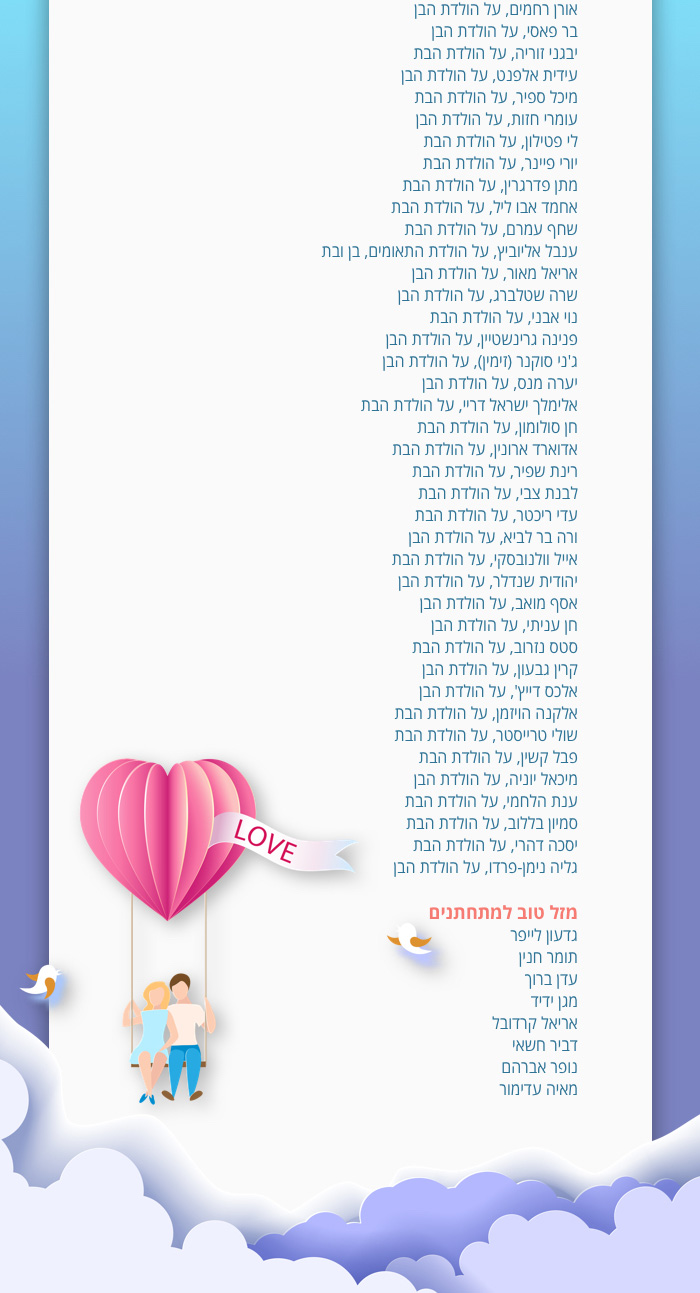 אורן רחמים, על הולדת הבן
בר פאסי, על הולדת הבן
יבגני זוריה, על הולדת הבת
עידית אלפנט, על הולדת הבן
מיכל ספיר, על הולדת הבת
עומרי חזות, על הולדת הבן
לי פטילון, על הולדת הבת
יורי פיינר, על הולדת הבת
מתן פדרגרין, על הולדת הבת
אחמד אבו ליל, על הולדת הבת
שחף עמרם, על הולדת הבת
ענבל אליוביץ, על הולדת התאומים, בן ובת
אריאל מאור, על הולדת הבן
שרה שטלברג, על הולדת הבן
נוי אבני, על הולדת הבת
פנינה גרינשטיין, על הולדת הבן
ג'ני סוקנר (זימין), על הולדת הבן
יערה מנס, על הולדת הבן
אלימלך ישראל דריי, על הולדת הבת
חן סולומון, על הולדת הבת
אדוארד ארונין, על הולדת הבת
רינת שפיר, על הולדת הבת
לבנת צבי, על הולדת הבת
עדי ריכטר, על הולדת הבת
ורה בר לביא, על הולדת הבן
אייל וולנובסקי, על הולדת הבת
יהודית שנדלר, על הולדת הבן
אסף מואב, על הולדת הבן
חן עניתי, על הולדת הבן
סטס נזרוב, על הולדת הבת
קרין גבעון, על הולדת הבן
אלכס דייץ', על הולדת הבן
אלקנה הויזמן, על הולדת הבת
שולי טרייסטר, על הולדת הבת
פבל קשין, על הולדת הבת
מיכאל יוניה, על הולדת הבן
ענת הלחמי, על הולדת הבת
סמיון בללוב, על הולדת הבת
יסכה דהרי, על הולדת הבת
גליה נימן-פרדו, על הולדת הבן
LOVE
מזל טוב למתחתנים
גדעון לייפר
תומר חנין
עדן ברוך
מגן ידיד
אריאל קרדובל
דביר חשאי
נופר אברהם
מאיה עדימור